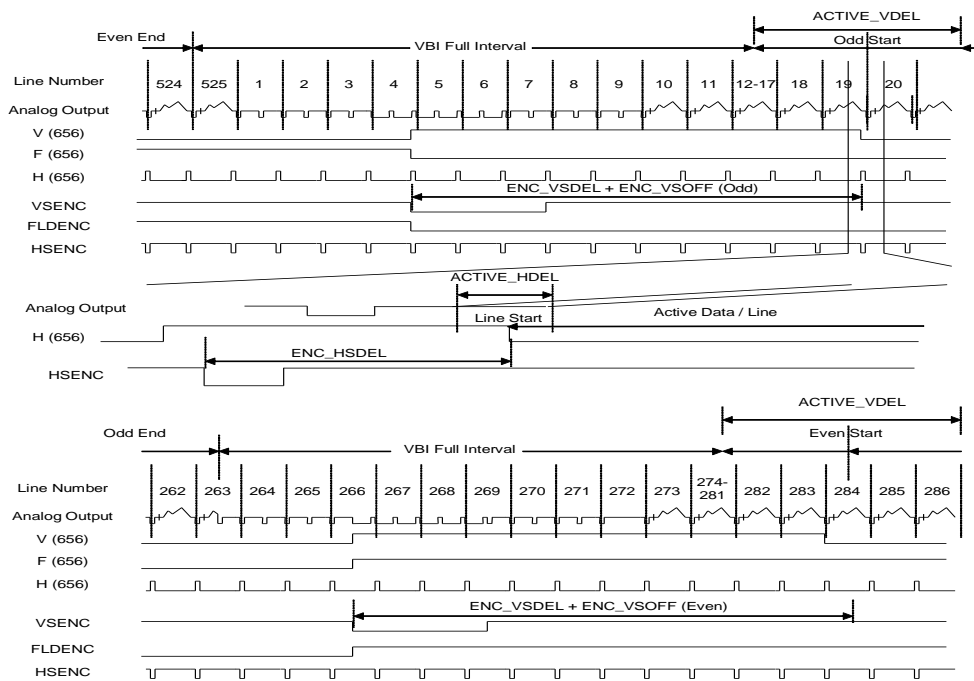 ACTIVE_VDEL
Even End
VBI Full Interval
Odd Start
Line Number 524 525 1 2 3 4 5 6 7 8 9 10 11 12-17 18 19 20
Analog Output
V (656)
F (656)
H (656)
ENC_VSDEL + ENC_VSOFF (Odd)
VSENC
FLDENC
HSENC
ACTIVE_HDEL
Analog Output
Line Start
Active Data / Line
H (656)
ENC_HSDEL
HSENC
ACTIVE_VDEL
Odd End
VBI Full Interval
Even Start
Line Number 262 263 264 265 266 267 268 269 270 271 272 273 274-281 282 283 284 285 286
Analog Output
V (656)
F (656)
H (656)
ENC_VSDEL + ENC_VSOFF (Even)
VSENC
FLDENC
HSENC